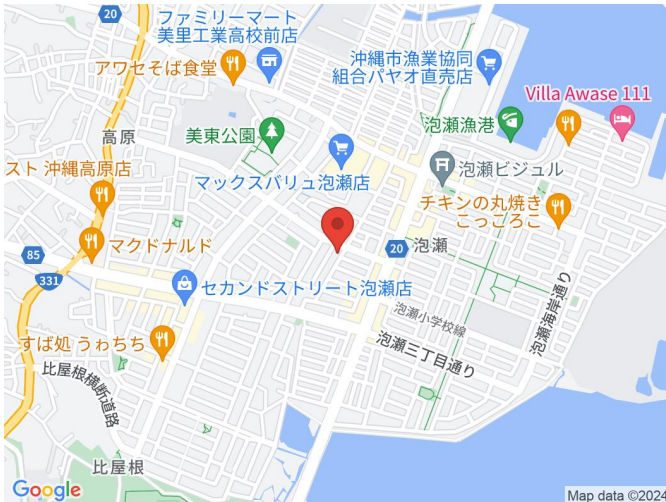 20
ファミリーマート
美里工業高校前店
アワセそば食堂
沖縄市漁業協同
組合パヤオ直売店
Villa Awase 111
高原
美東公園
泡瀬漁港
スト 沖縄高原店
マックスバリュ泡瀬店
泡瀬ビジュル
チキンの丸焼き
こっころこ
マクドナルド
85
331
20
泡瀬
セカンドストリート泡瀬店
泡瀬小学校線
泡瀬海岸通り
すば処 うゎちち
泡瀬三丁目通り
比屋根横断道路
比屋根
Google
Map data ©2024